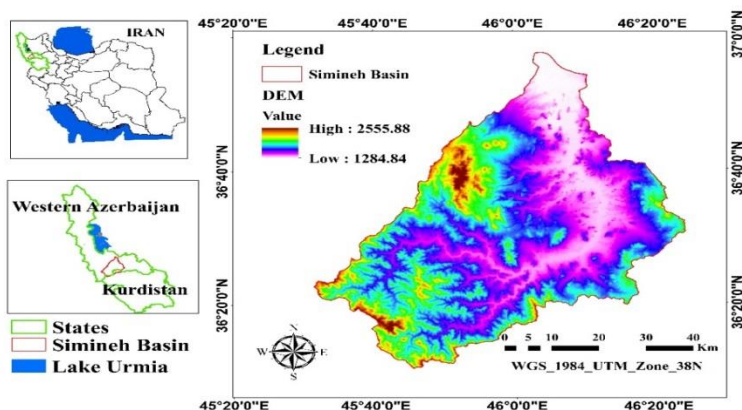 IRAN
Western Azerbaijan
Kurdistan
States
Simineh Basin
Lake Urmia
45°20'0"E 45°40'0"E 46°0'0"E 46°20'0"E
37°0'0"N
36°40'0"N
36°20'0"N
Legend
Simineh Basin
DEM
Value
High : 2555.88
Low : 1284.84
36°40'0"N
36°20'0"N
N
W E
S
0 5 10 20 30 40
Km
WGS_1984_UTM_Zone_38N
45°20'0"E 45°40'0"E 46°0'0"E 46°20'0"E